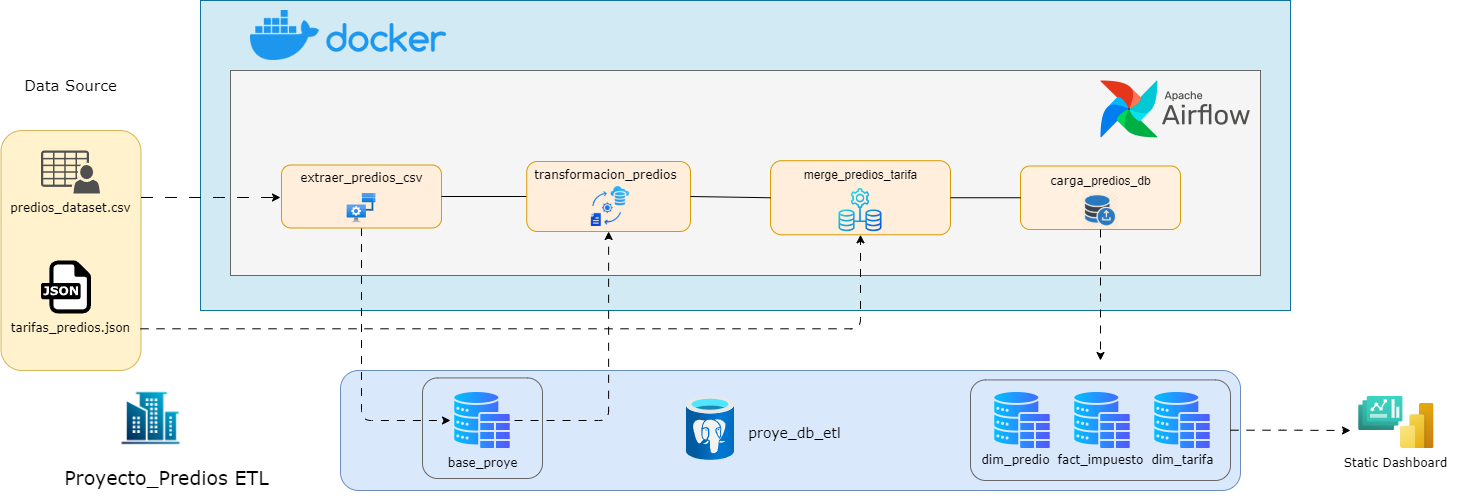 docker
Data Source
Apache
Airflow
extraer_predios_csv
transformacion_predios
merge_predios_tarifa
carga_predios_db
predios_dataset.csv
JSON
tarifas_predios.json
base_proye
proye_db_etl
dim_predio
fact_impuesto
dim_tarifa
Static Dashboard
Proyecto_Predios ETL